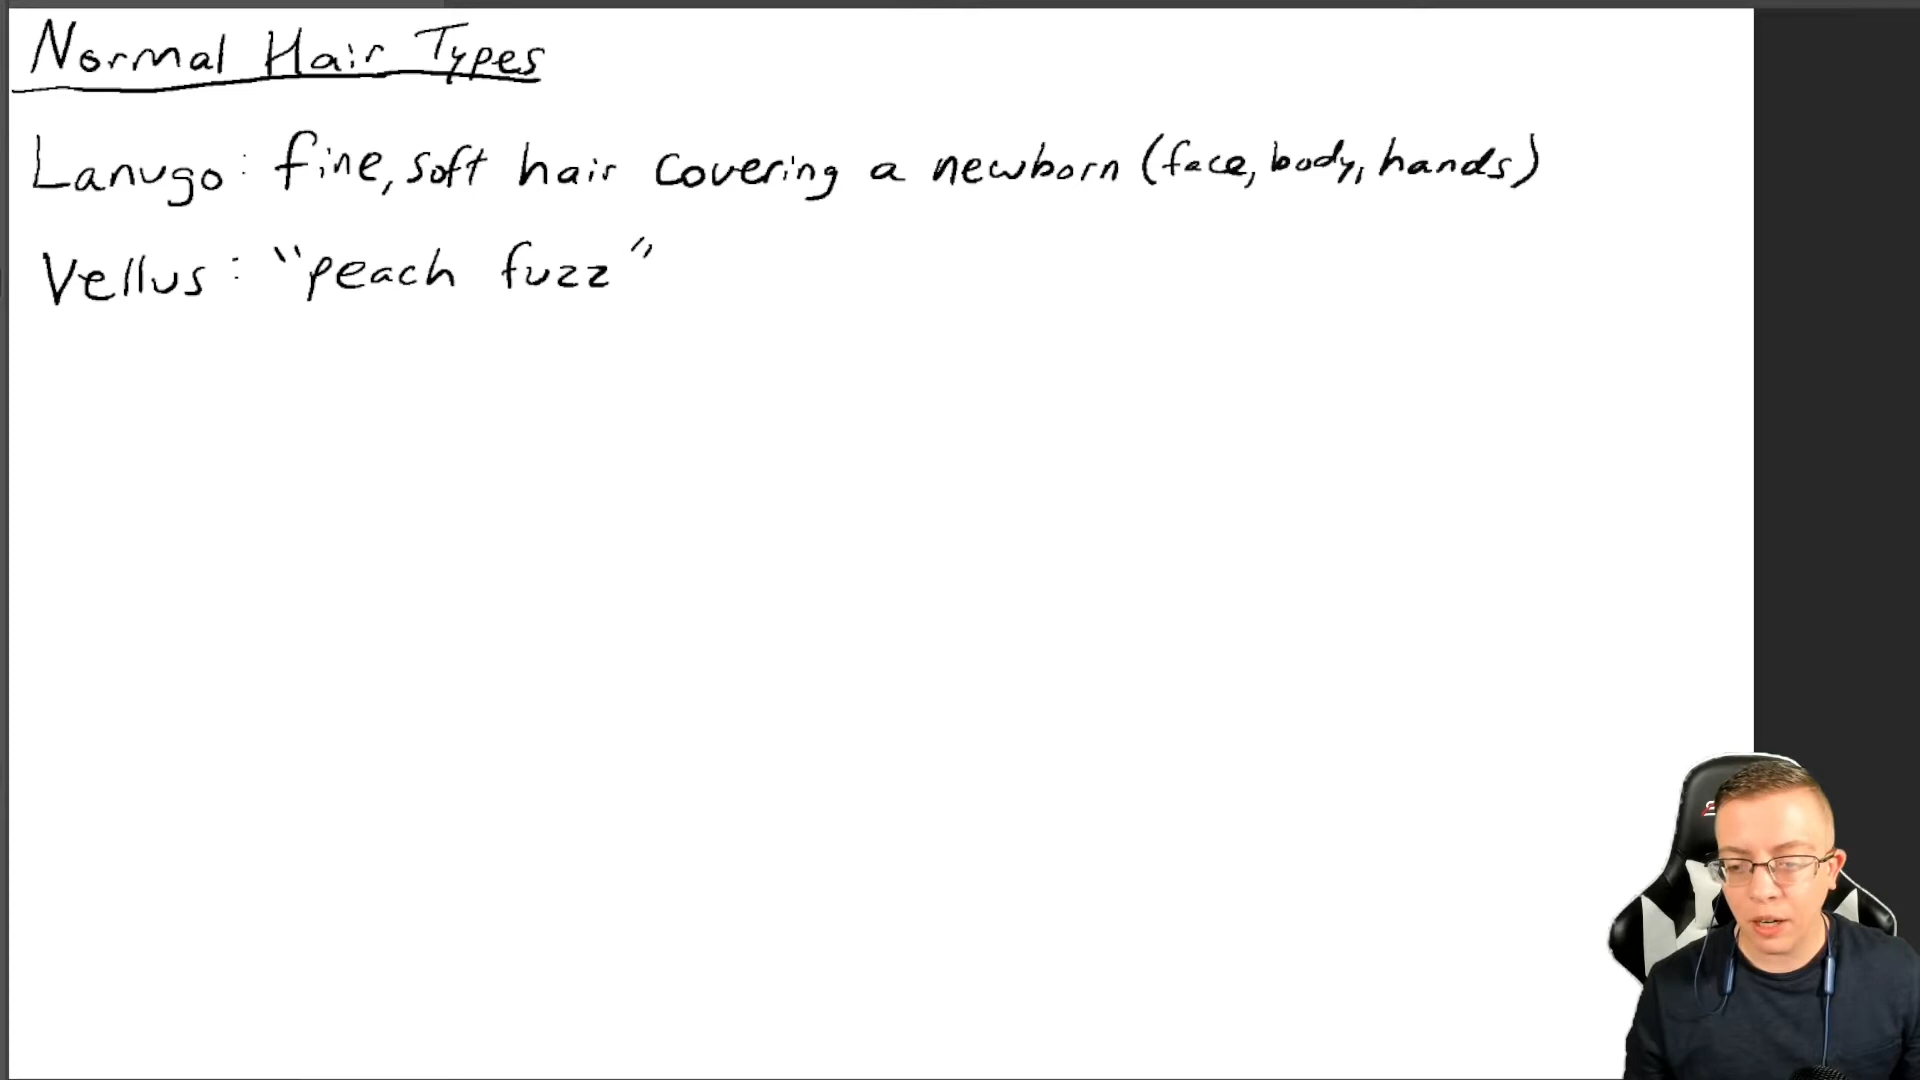 Normal Hair Types
Lanugo: fine, soft hair covering a newborn (face, body, hands)
Vellus: "peach fuzz"